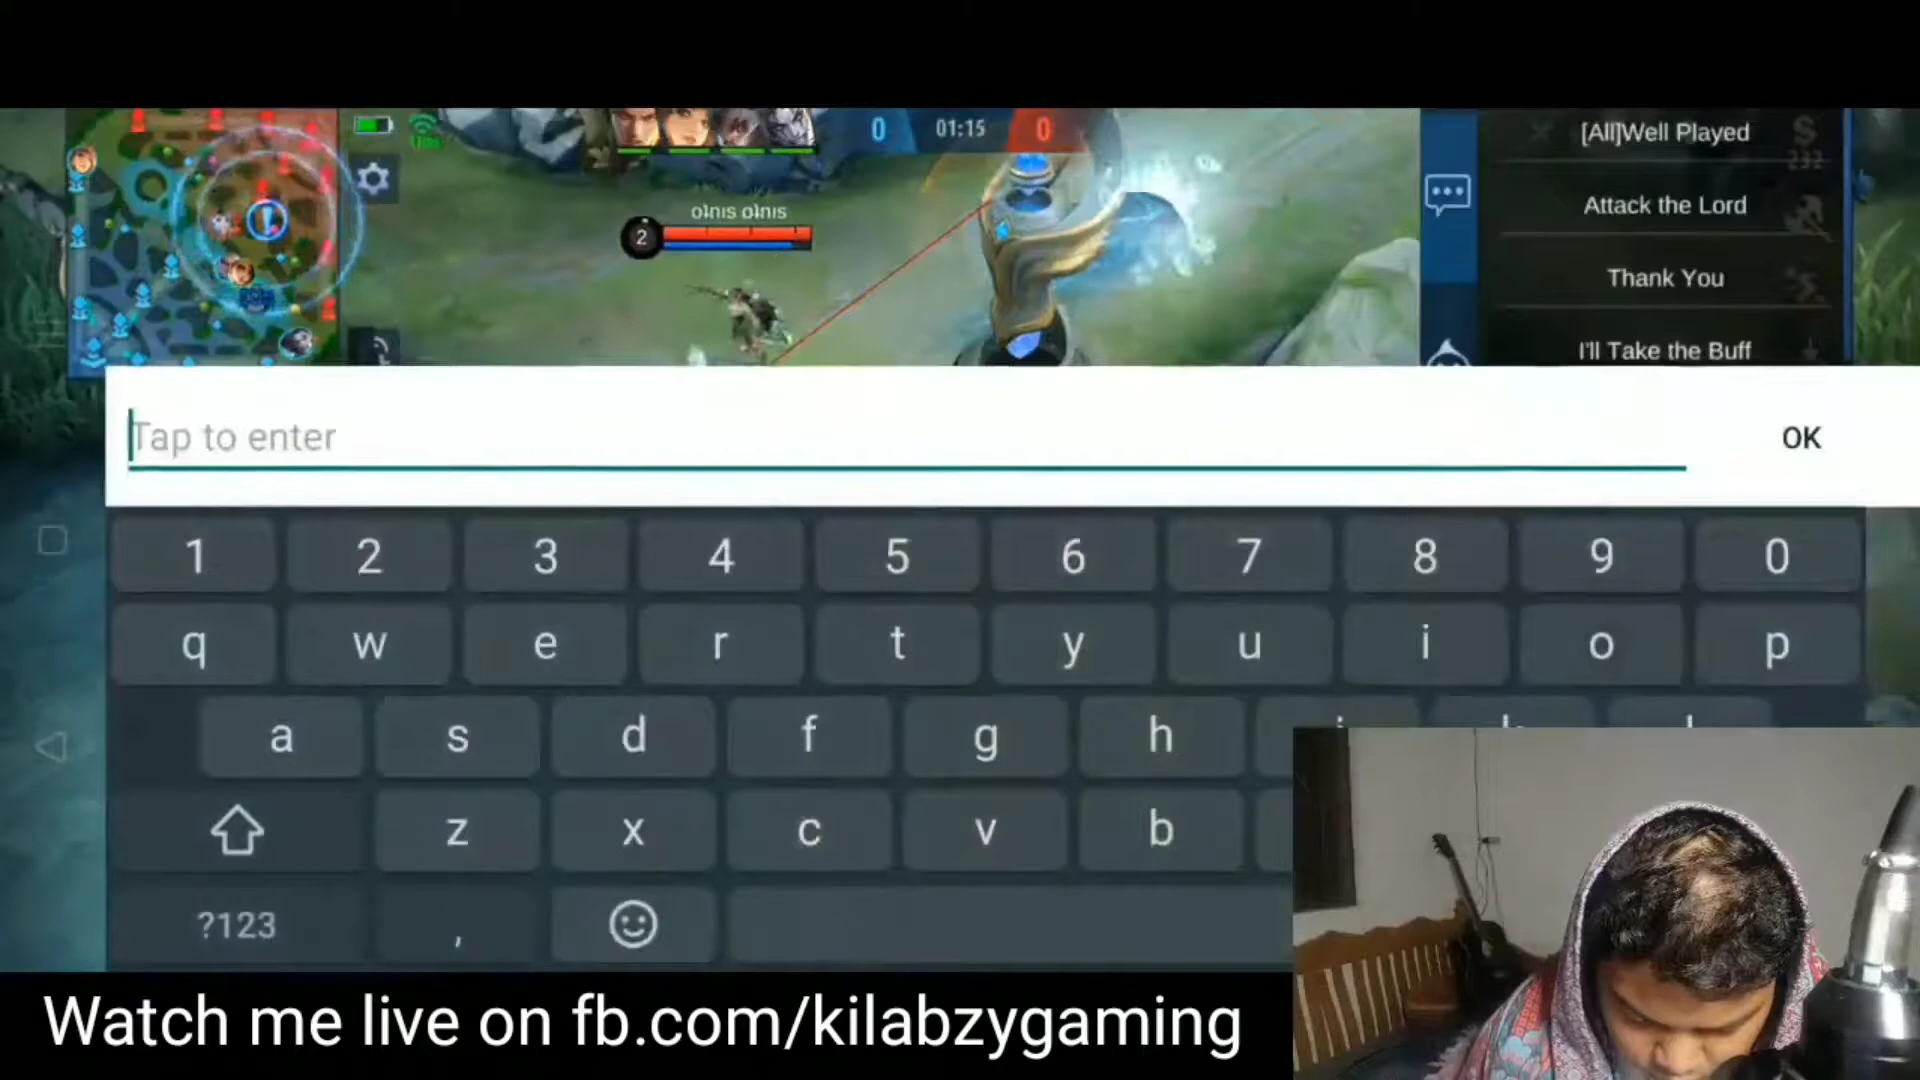 0 01:15 0
[All]Well Played
Attack the Lord
Thank You
I'll Take the Buff
2
Tap to enter
OK
1 2 3 4 5 6 7 8 9 0
q w e r t y u i o p
a s d f g h
z x c v b
?123 ,
Watch me live on fb.com/kilabzygaming